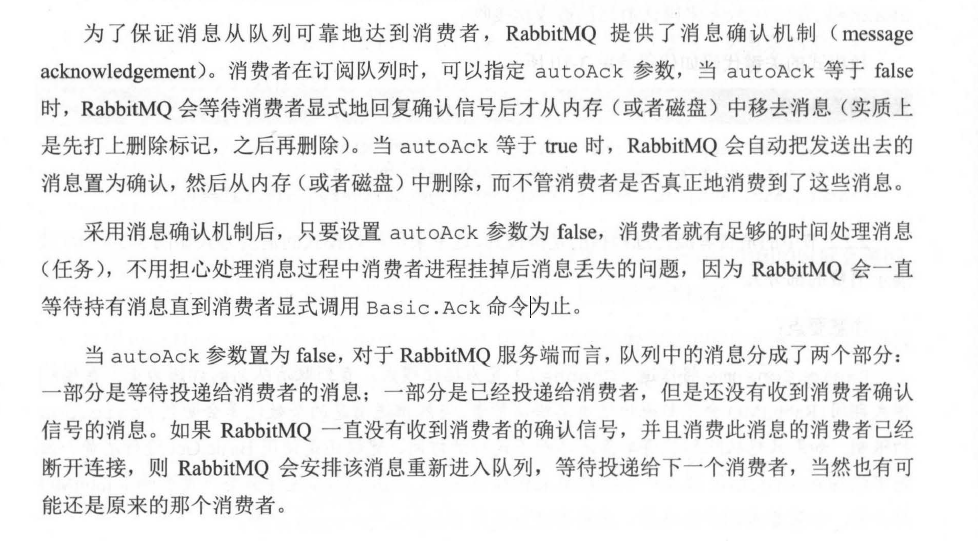 为了保证消息从队列可靠地达到消费者，RabbitMQ 提供了消息确认机制（message
acknowledgement）。消费者在订阅队列时，可以指定 autoAck 参数，当 autoAck 等于 false
时，RabbitMQ 会等待消费者显式地回复确认信号后才从内存（或者磁盘）中移去消息（实质上
是先打上删除标记，之后再删除）。当 autoAck 等于 true 时，RabbitMQ 会自动把发送出去的
消息置为确认，然后从内存（或者磁盘）中删除，而不管消费者是否真正地消费到了这些消息。
采用消息确认机制后，只要设置 autoAck 参数为 false，消费者就有足够的时间处理消息
（任务），不用担心处理消息过程中消费者进程挂掉后消息丢失的问题，因为 RabbitMQ 会一直
等待持有消息直到消费者显式调用 Basic.Ack 命令为止。
当 autoAck 参数置为 false，对于 RabbitMQ 服务端而言，队列中的消息分成了两个部分：
一部分是等待投递给消费者的消息；一部分是已经投递给消费者，但是还没有收到消费者确认
信号的消息。如果 RabbitMQ 一直没有收到消费者的确认信号，并且消费此消息的消费者已经
断开连接，则 RabbitMQ 会安排该消息重新进入队列，等待投递给下一个消费者，当然也有可
能还是原来的那个消费者。